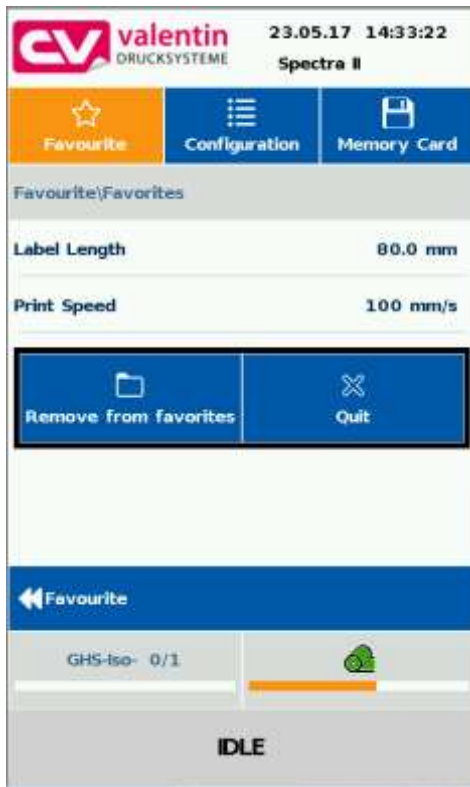 CV valentin
DRUCKSYSTEME
23.05.17 14:33:22
Spectra II
Favourite
Configuration
Memory Card
Favourite\Favorites
Label Length 80.0 mm
Print Speed 100 mm/s
Remove from favorites
Quit
Favourite
GHS-Iso- 0/1
IDLE